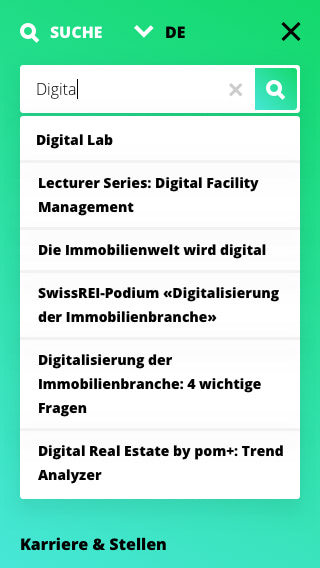 SUCHE DE
Digita
Digital Lab
Lecturer Series: Digital Facility
Management
Die Immobilienwelt wird digital
SwissREI-Podium «Digitalisierung
der Immobilienbranche»
Digitalisierung der
Immobilienbranche: 4 wichtige
Fragen
Digital Real Estate by pom+: Trend
Analyzer
Karriere & Stellen